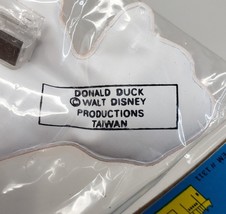 DONALD DUCK
© WALT DISNEY
PRODUCTIONS
TAIWAN